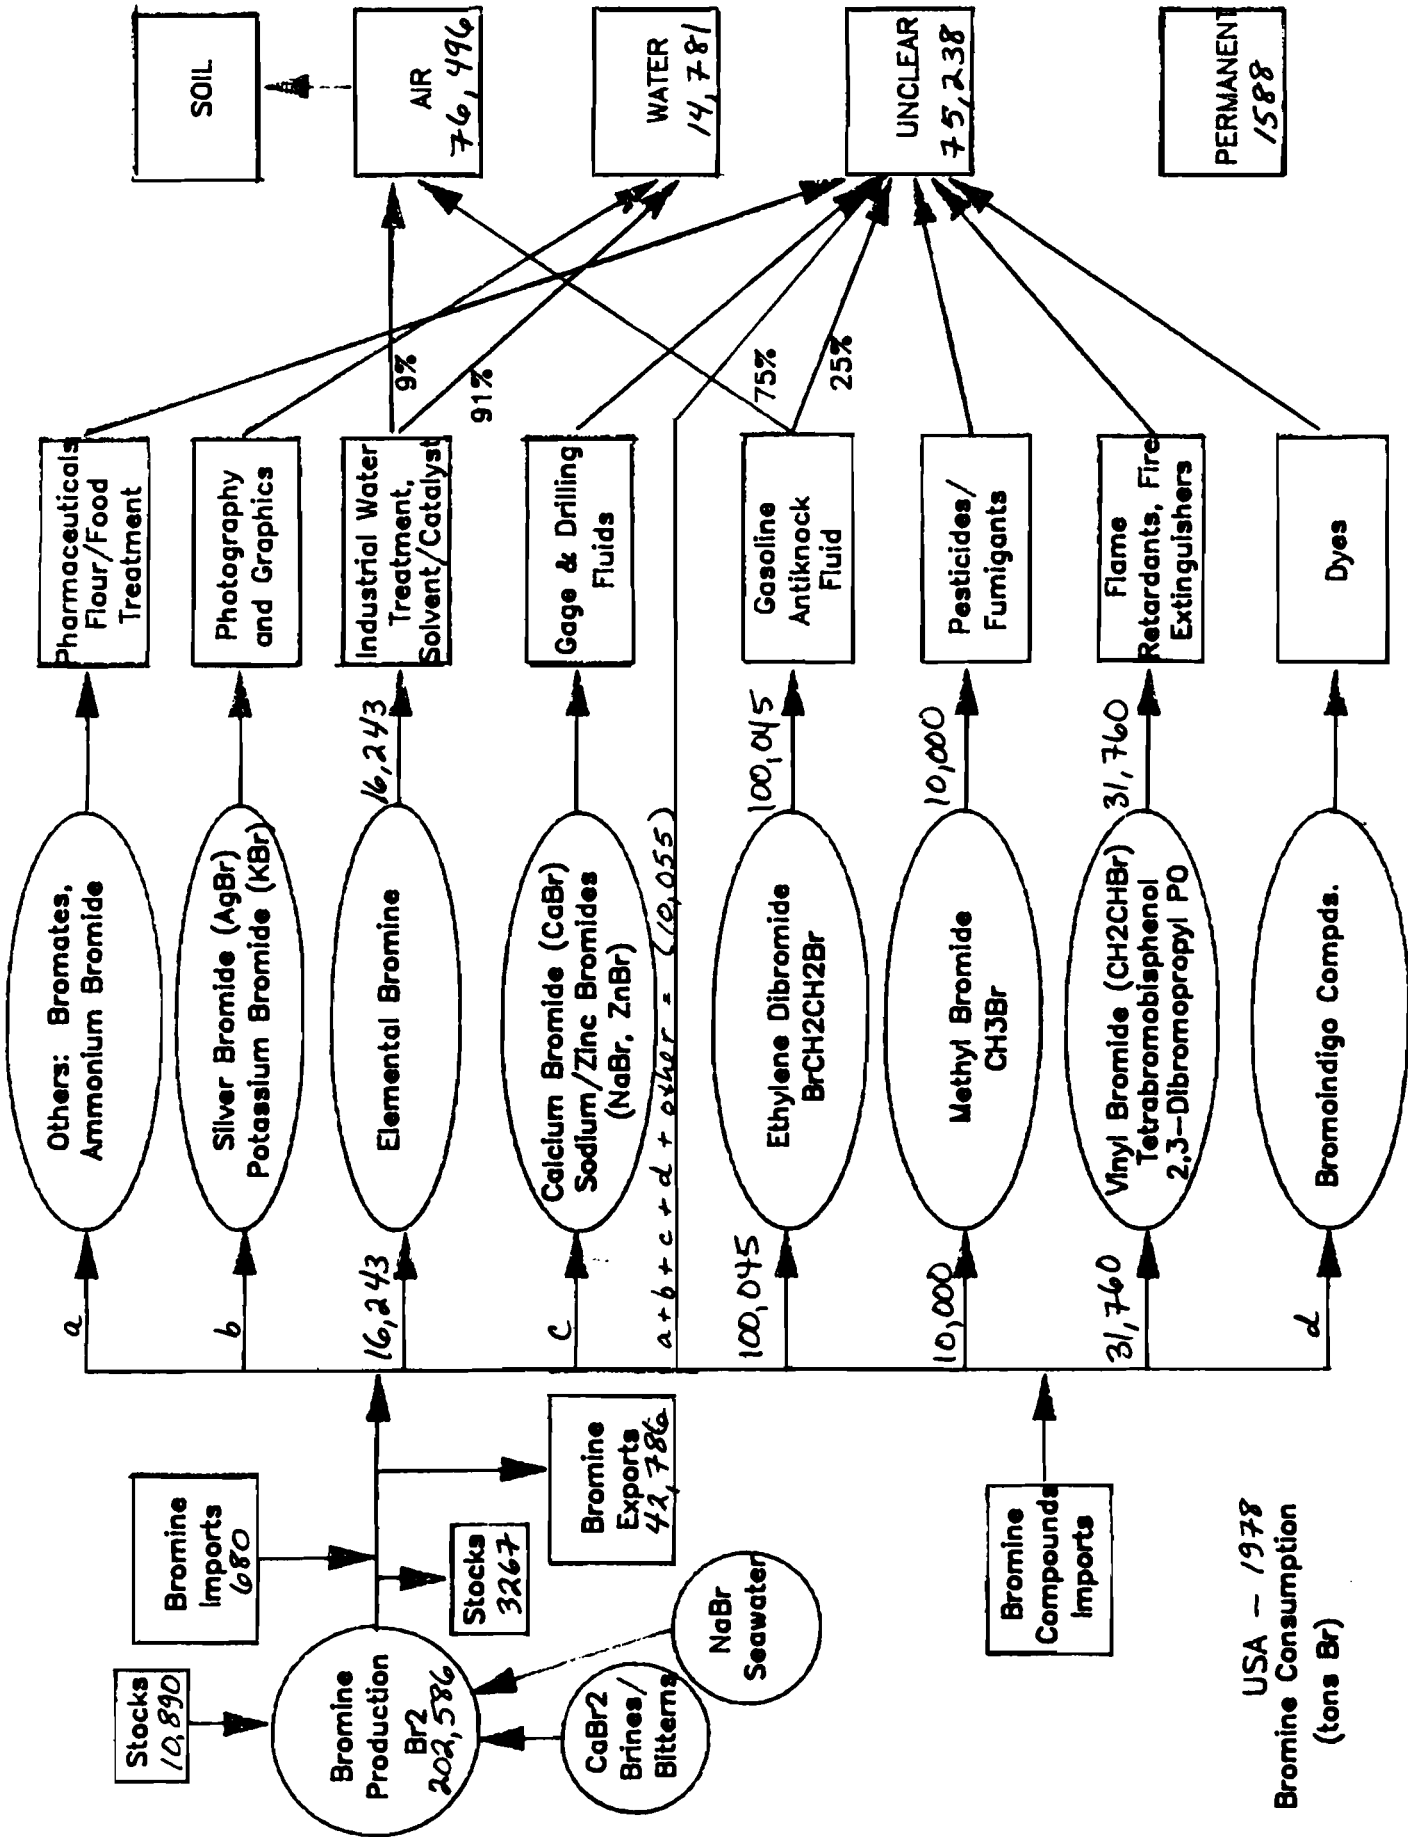 Stocks
10,890
Bromine
Production
Br2
202,586
CaBr2
Brines/
Bitterns
NaBr
Seawater
Bromine
Imports
680
Stocks
3267
Bromine
Exports
42,786
Bromine
Compounds
Imports
USA - 1978
Bromine Consumption
(tons Br)
a
b
16,243
c
a + b + c + d + other = (10,055)
100,045
10,000
31,760
d
Others: Bromates,
Ammonium Bromide
Silver Bromide (AgBr)
Potassium Bromide (KBr)
Elemental Bromine
Calcium Bromide (CaBr)
Sodium/Zinc Bromides
(NaBr, ZnBr)
Ethylene Dibromide
BrCH2CH2Br
Methyl Bromide
CH3Br
Vinyl Bromide (CH2CHBr)
Tetrabromobisphenol
2,3-Dibromopropyl PO
Bromoindigo Compds.
16,243
100,045
10,000
31,760
Pharmaceuticals
Flour/Food
Treatment
Photography
and Graphics
Industrial Water
Treatment,
Solvent/Catalyst
Gage & Drilling
Fluids
Gasoline
Antiknock
Fluid
Pesticides/
Fumigants
Flame
Retardants, Fire
Extinguishers
Dyes
9%
91%
75%
25%
SOIL
AIR
76,496
WATER
14,781
UNCLEAR
75,238
PERMANENT
1588